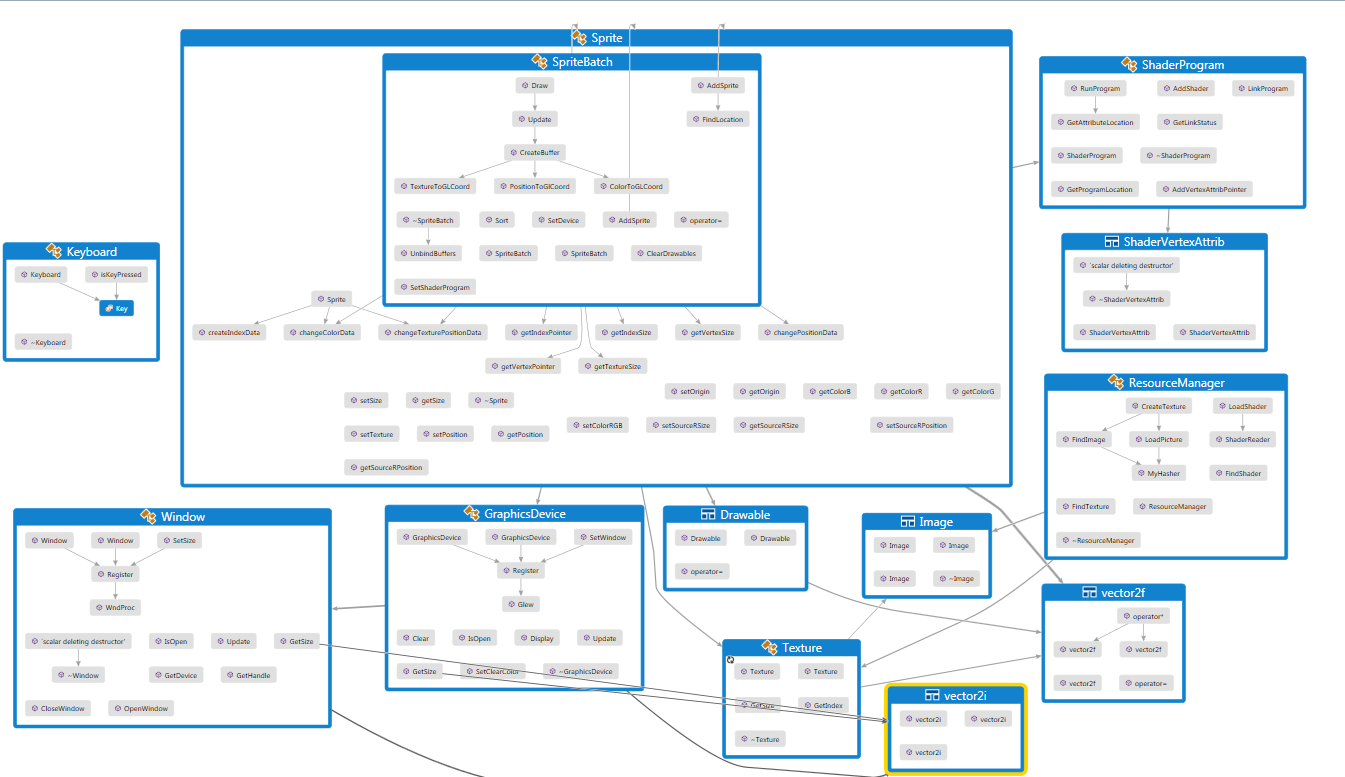 Sprite
SpriteBatch
Draw
AddSprite
Update
FindLocation
CreateBuffer
TextureToGLCoord
PositionToGlCoord
ColorToGLCoord
~SpriteBatch
Sort
SetDevice
AddSprite
operator=
UnbindBuffers
SpriteBatch
SpriteBatch
ClearDrawables
SetShaderProgram
Sprite
createIndexData
changeColorData
changeTexturePositionData
getIndexPointer
getIndexSize
getVertexSize
changePositionData
getVertexPointer
getTextureSize
setOrigin
getOrigin
getColorB
getColorR
getColorG
setSize
getSize
~Sprite
setColorRGB
setSourceRSize
getSourceRSize
setSourceRPosition
setTexture
setPosition
getPosition
getSourceRPosition
ShaderProgram
RunProgram
AddShader
LinkProgram
GetAttributeLocation
GetLinkStatus
ShaderProgram
~ShaderProgram
GetProgramLocation
AddVertexAttribPointer
ShaderVertexAttrib
`scalar deleting destructor'
~ShaderVertexAttrib
ShaderVertexAttrib
ShaderVertexAttrib
Keyboard
Keyboard
IsKeyPressed
Key
~Keyboard
ResourceManager
CreateTexture
LoadShader
FindImage
LoadPicture
ShaderReader
MyHasher
FindShader
FindTexture
ResourceManager
~ResourceManager
Window
Window
Window
SetSize
Register
WndProc
`scalar deleting destructor'
IsOpen
Update
GetSize
~Window
GetDevice
GetHandle
CloseWindow
OpenWindow
GraphicsDevice
GraphicsDevice
GraphicsDevice
SetWindow
Register
Glew
Clear
IsOpen
Display
Update
GetSize
SetClearColor
~GraphicsDevice
Drawable
Drawable
Drawable
operator=
Image
Image
Image
Image
~Image
Texture
Texture
Texture
GetSize
GetIndex
~Texture
vector2f
operator*
vector2f
vector2f
vector2f
operator=
vector2i
vector2i
vector2i
vector2i